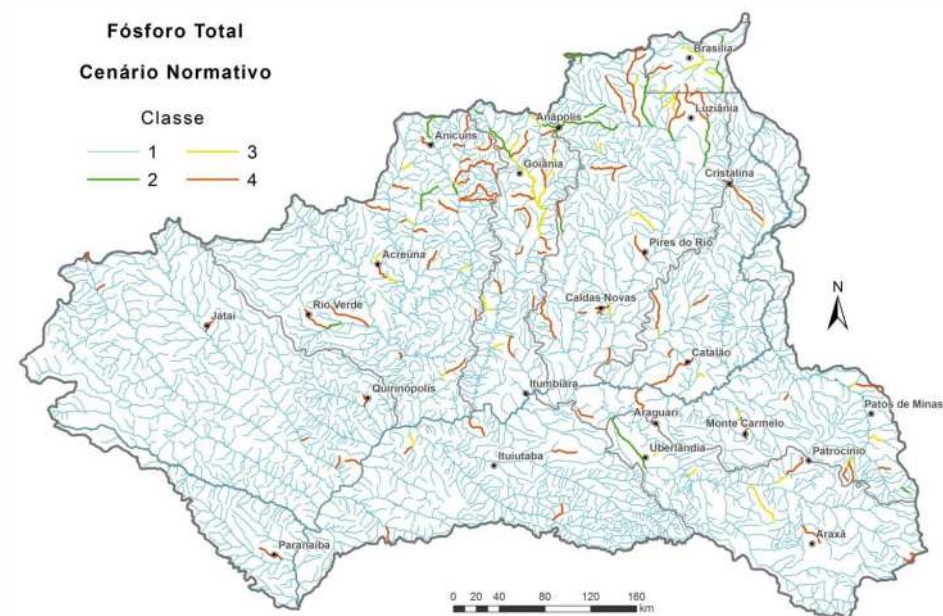 Fósforo Total
Cenário Normativo
Classe
1 3
2 4
Brasília
Luziânia
Anápolis
Anicuns
Goiânia
Cristalina
Pires do Rio
Acreúna
Caldas Novas
Rio Verde
Jataí
N
Catalão
Quirinópolis
Itumbiara
Patos de Minas
Araguari
Monte Carmelo
Uberlândia
Patrocínio
Ituiutaba
Araxá
Paranaíba
0 20 40 80 120 160
km